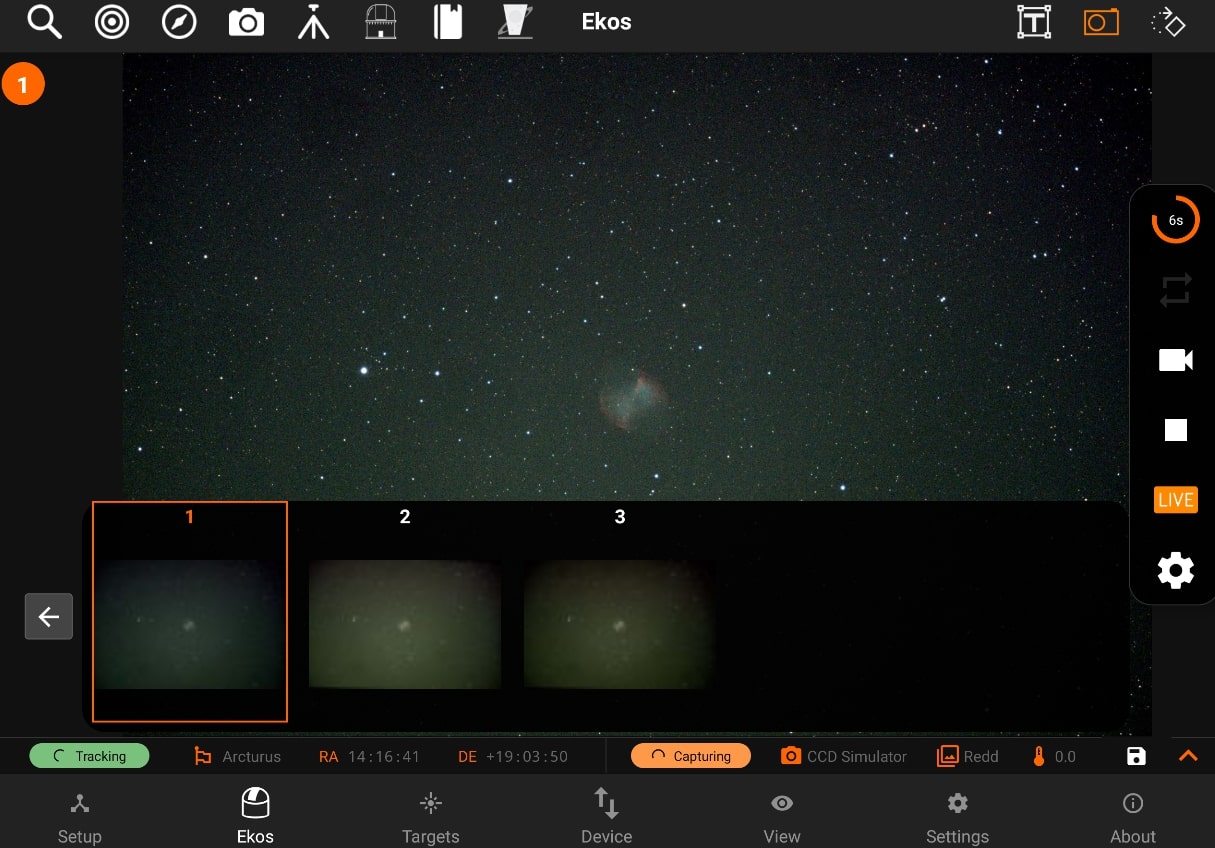 Ekos
T
1
6s
LIVE
1 2 3
Tracking Arcturus RA 14:16:41 DE +19:03:50 Capturing CCD Simulator Redd 0.0
Setup Ekos Targets Device View Settings About